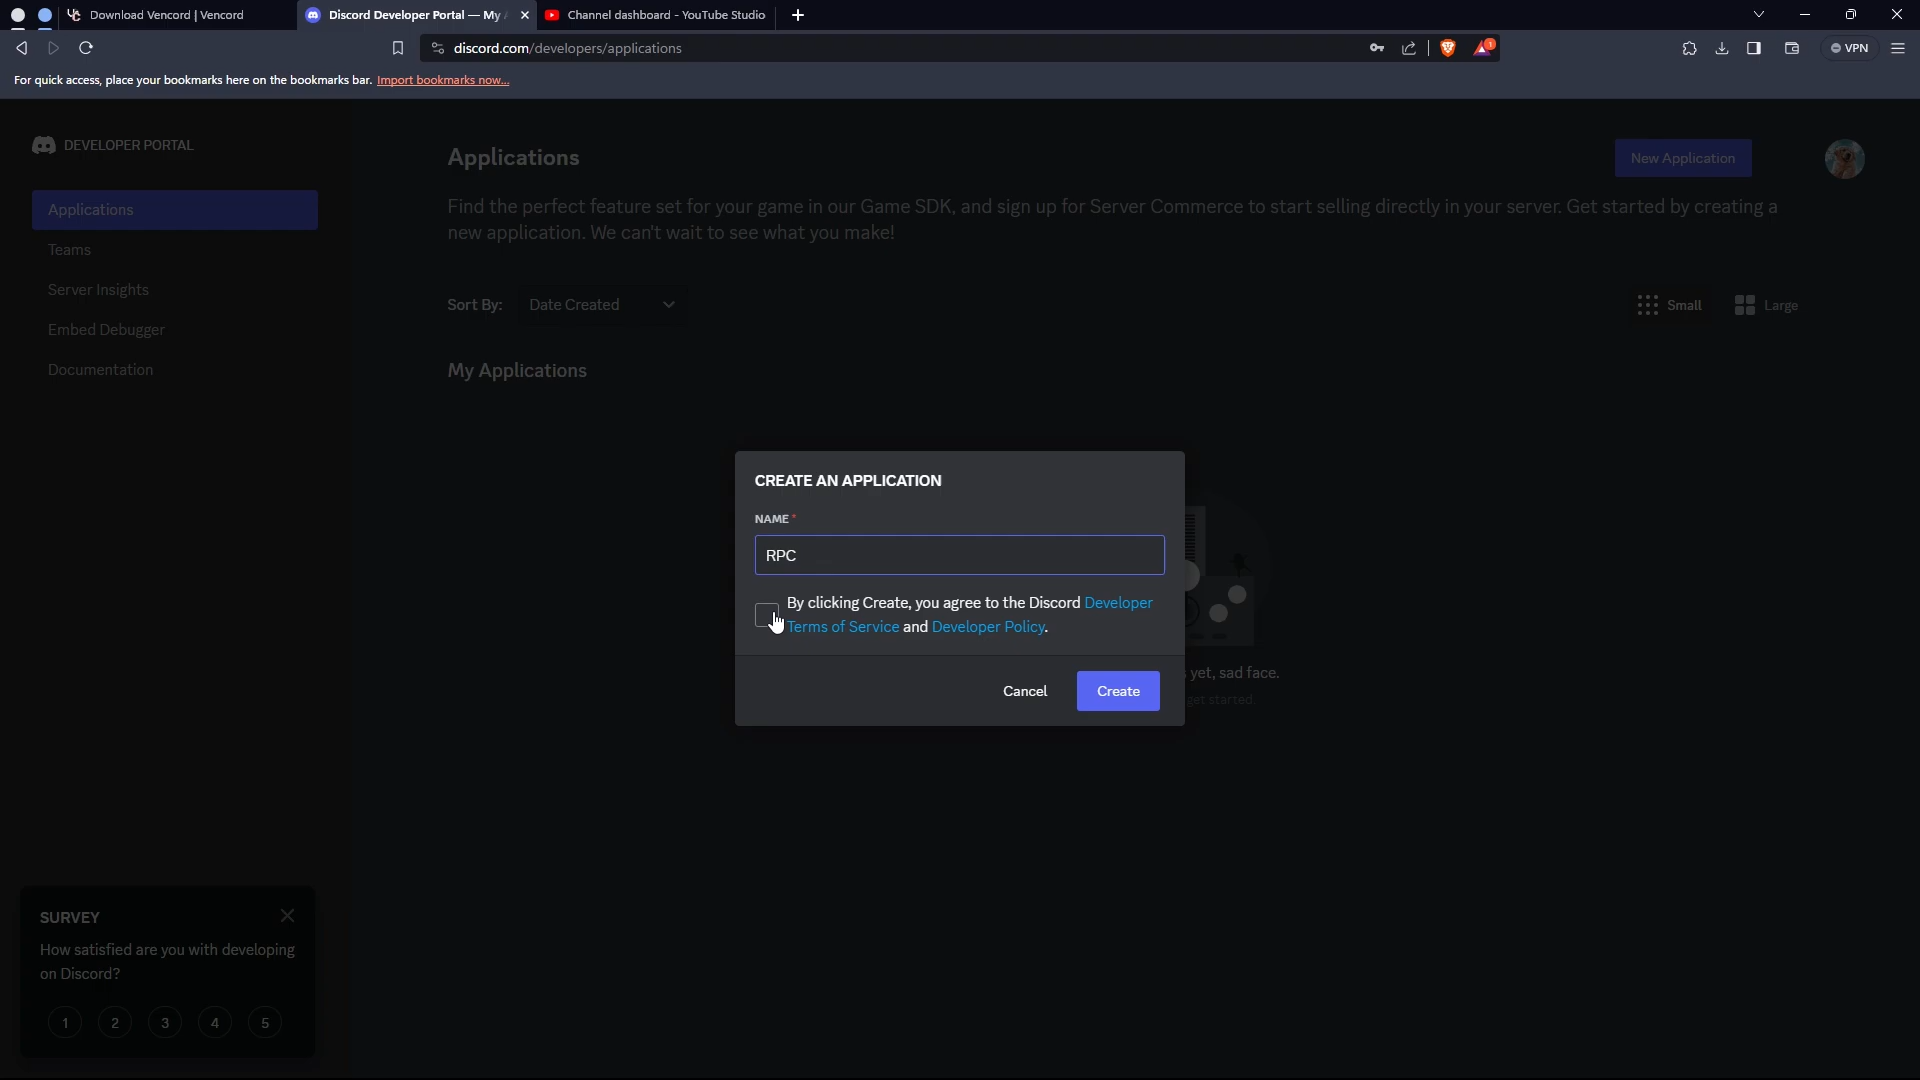 Download Vencord | Vencord
Discord Developer Portal — My
Channel dashboard - YouTube Studio
discord.com/developers/applications
1
VPN
For quick access, place your bookmarks here on the bookmarks bar. Import bookmarks now...
DEVELOPER PORTAL
Applications
Teams
Server Insights
Embed Debugger
Documentation
Applications
New Application
Find the perfect feature set for your game in our Game SDK, and sign up for Server Commerce to start selling directly in your server. Get started by creating a
new application. We can't wait to see what you make!
Sort By: Date Created
Small Large
My Applications
CREATE AN APPLICATION
NAME *
RPC
By clicking Create, you agree to the Discord Developer
Terms of Service and Developer Policy.
Cancel Create
yet, sad face.
get started.
SURVEY
How satisfied are you with developing
on Discord?
1 2 3 4 5